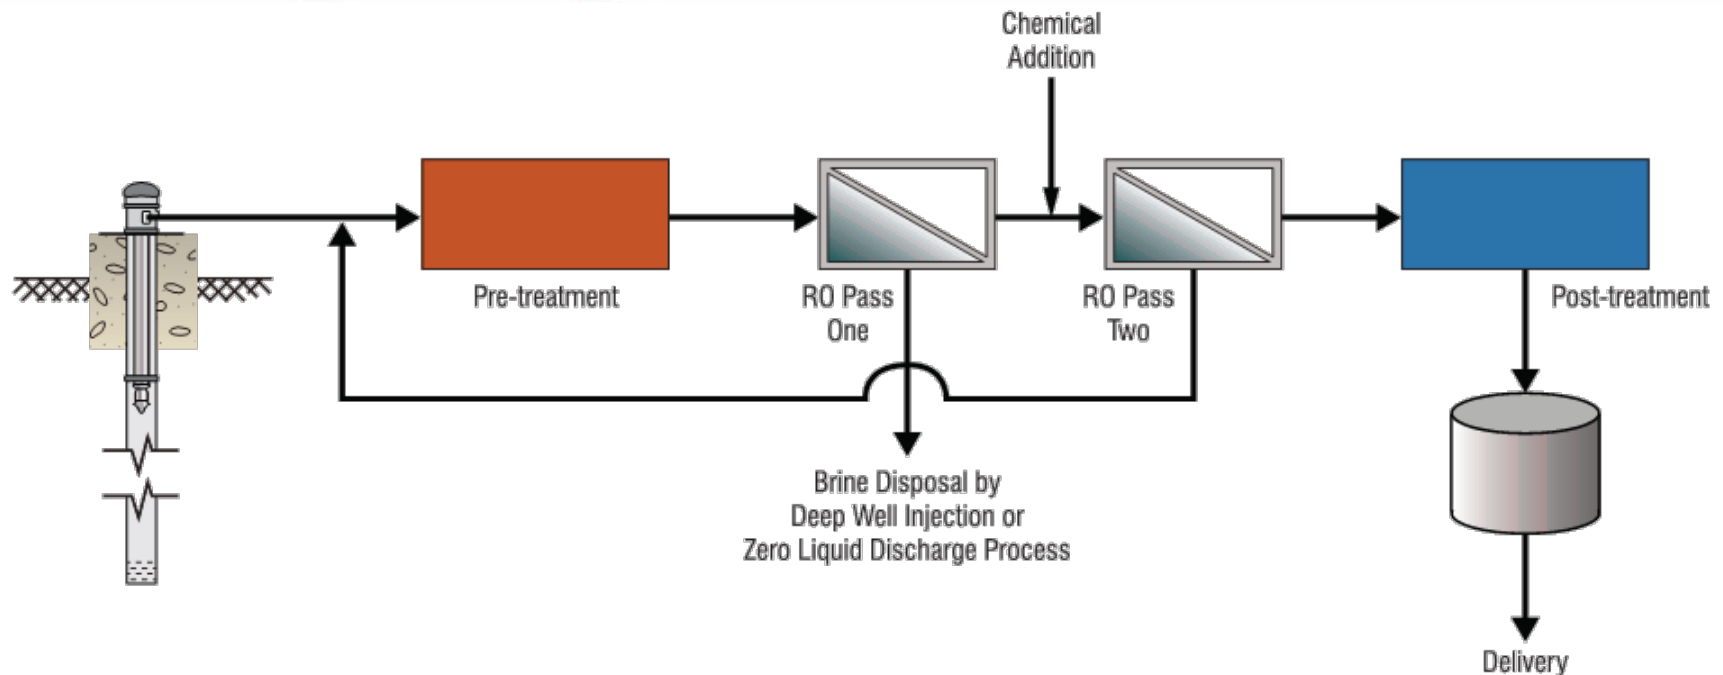 Chemical
Addition
Pre-treatment
RO Pass
One
RO Pass
Two
Post-treatment
Brine Disposal by
Deep Well Injection or
Zero Liquid Discharge Process
Delivery